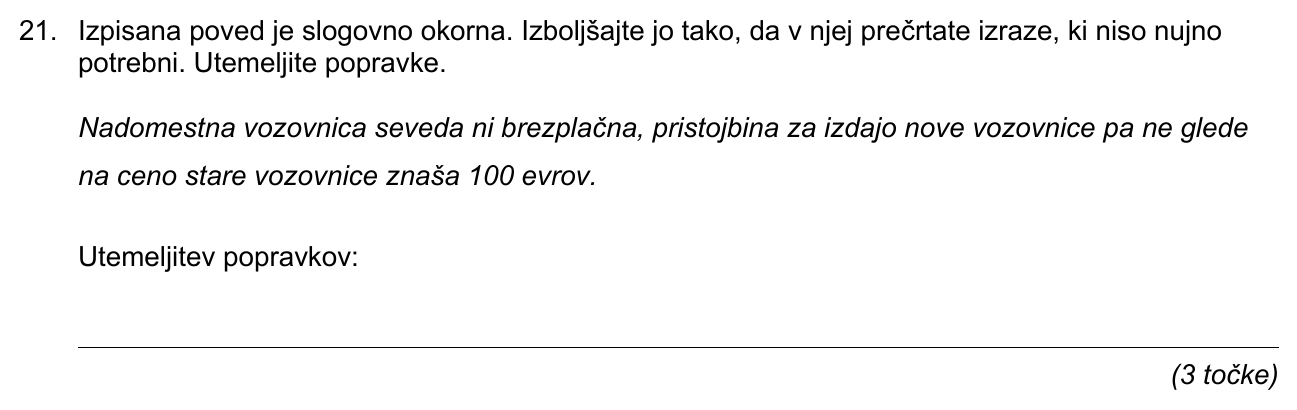 21. Izpisana poved je slogovno okorna. Izboljšajte jo tako, da v njej prečrtate izraze, ki niso nujno
potrebni. Utemeljite popravke.
Nadomestna vozovnica seveda ni brezplačna, pristojbina za izdajo nove vozovnice pa ne glede
na ceno stare vozovnice znaša 100 evrov.
Utemeljitev popravkov:
(3 točke)